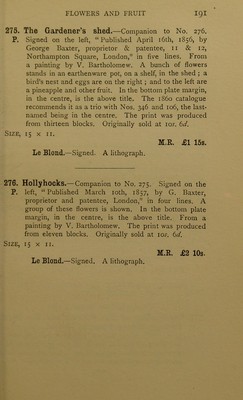 FLOWERS AND FRUIT 191
275. The Gardener's shed.—Companion to No. 276.
P. Signed on the left, "Published April 16th, 1856, by
George Baxter, proprietor & patentee, 11 & 12,
Northampton Square, London," in five lines. From
a painting by V. Bartholomew. A bunch of flowers
stands in an earthenware pot, on a shelf, in the shed; a
bird's nest and eggs are on the right; and to the left are
a pineapple and other fruit. In the bottom plate margin,
in the centre, is the above title. The 1860 catalogue
recommends it as a trio with Nos. 346 and 106, the last-
named being in the centre. The print was produced
from thirteen blocks. Originally sold at 10s. 6d.
SIZE, 15 x 11.
M.R. £1 15s.
Le Blond.—Signed. A lithograph.
276. Hollyhocks.—Companion to No. 275. Signed on the
P. left, "Published March 10th, 1857, by G. Baxter,
proprietor and patentee, London," in four lines. A
group of these flowers is shown. In the bottom plate
margin, in the centre, is the above title. From a
painting by V. Bartholomew. The print was produced
from eleven blocks. Originally sold at 10s. 6d.
SIZE, 15 x 11.
M.R. £2 10s.
Le Blond.—Signed. A lithograph.